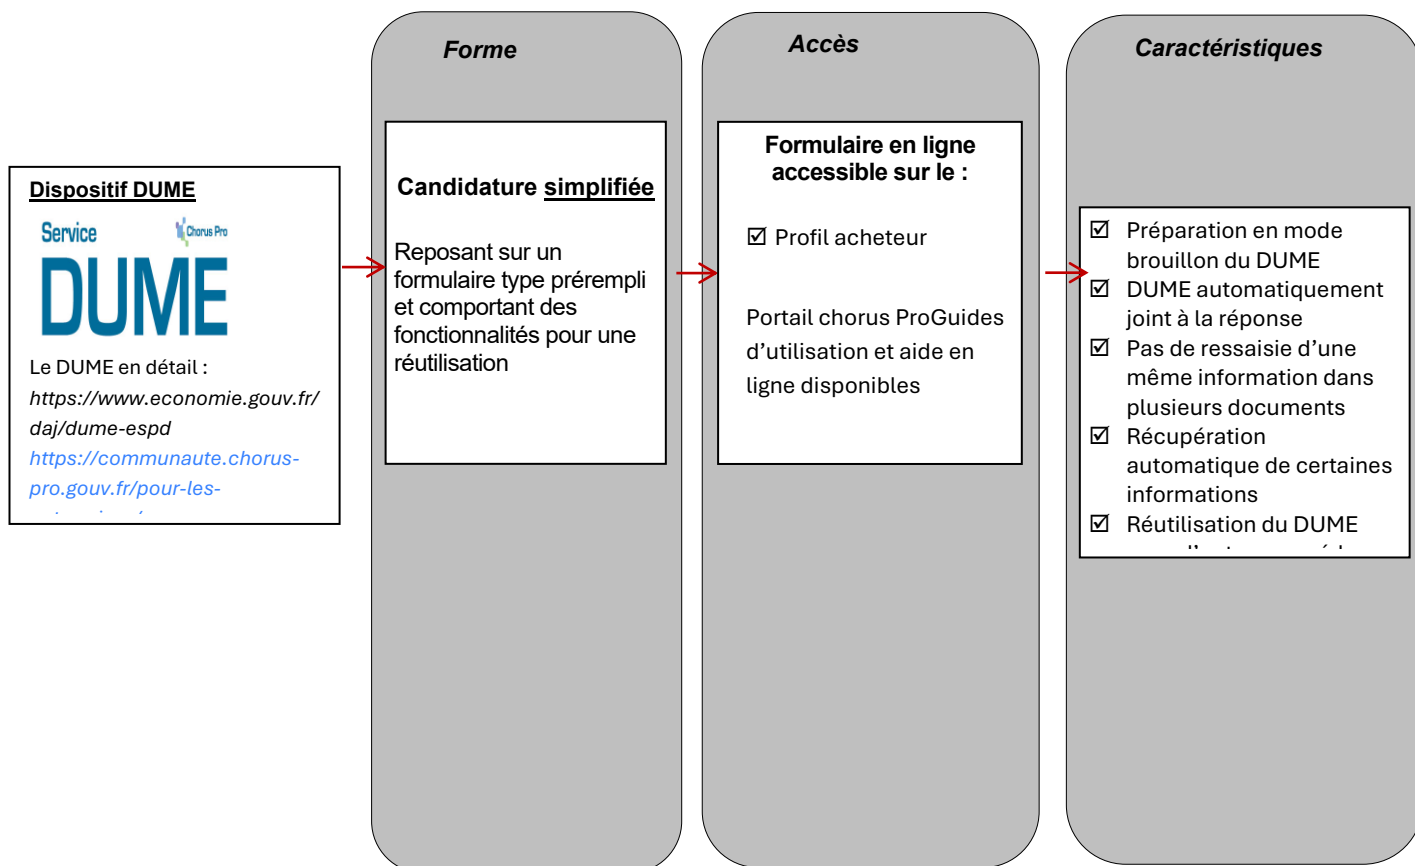 Forme
Accès
Caractéristiques
Dispositif DUME
Service
Chorus Pro
DUME
Le DUME en détail :
https://www.economie.gouv.fr/
daj/dume-espd
https://communaute.chorus-
pro.gouv.fr/pour-les-
Candidature simplifiée
Reposant sur un
formulaire type prérempli
et comportant des
fonctionnalités pour une
réutilisation
Formulaire en ligne
accessible sur le :
☑ Profil acheteur
Portail chorus ProGuides
d’utilisation et aide en
ligne disponibles
☑ Préparation en mode
brouillon du DUME
☑ DUME automatiquement
joint à la réponse
☑ Pas de ressaisie d’une
même information dans
plusieurs documents
☑ Récupération
automatique de certaines
informations
☑ Réutilisation du DUME